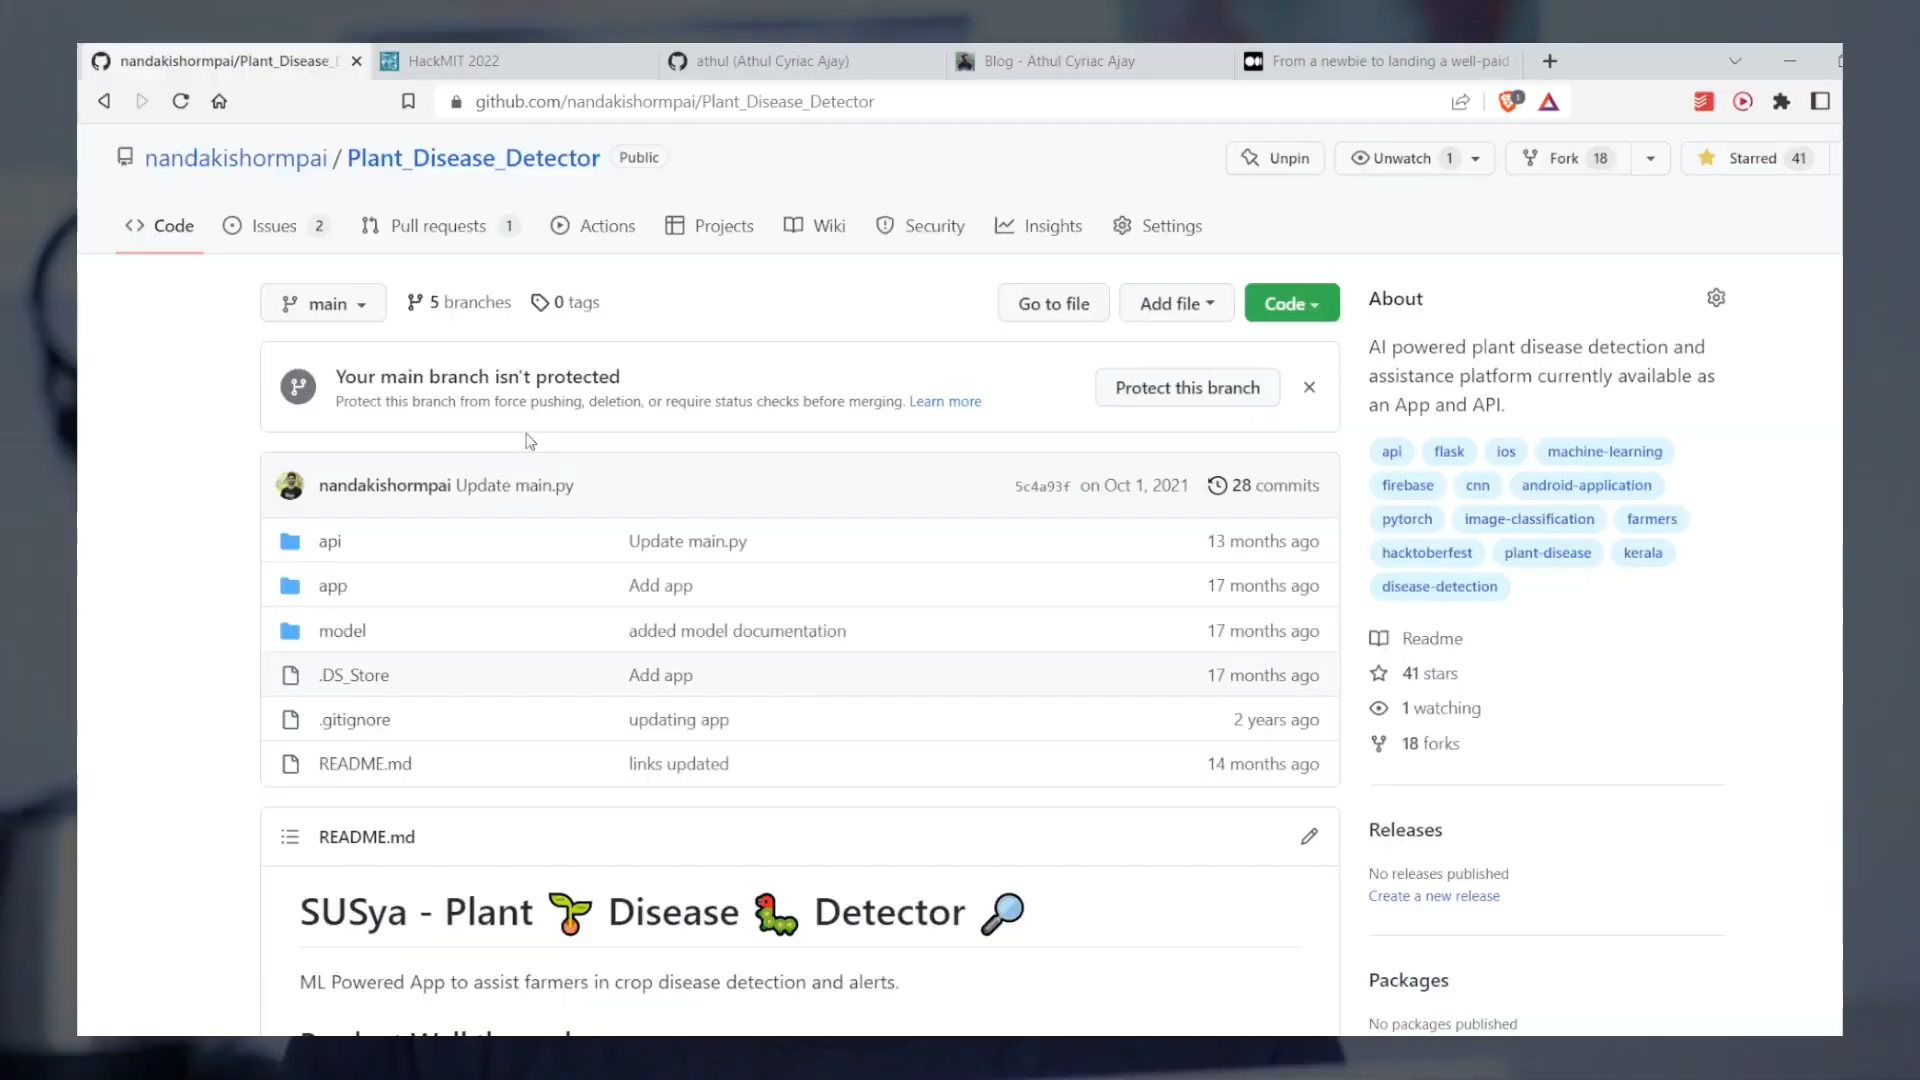 nandakishormpai/Plant_Disease_
HackMIT 2022
athul (Athul Cyriac Ajay)
Blog - Athul Cyriac Ajay
From a newbie to landing a well-paid
github.com/nandakishormpai/Plant_Disease_Detector
1
nandakishormpai / Plant_Disease_Detector
Public
Unpin
Unwatch 1
Fork 18
Starred 41
Code
Issues 2
Pull requests 1
Actions
Projects
Wiki
Security
Insights
Settings
main
5 branches
0 tags
Go to file
Add file
Code
Your main branch isn't protected
Protect this branch from force pushing, deletion, or require status checks before merging. Learn more
Protect this branch
nandakishormpai Update main.py
5c4a93f on Oct 1, 2021
28 commits
api Update main.py 13 months ago
app Add app 17 months ago
model added model documentation 17 months ago
.DS_Store Add app 17 months ago
.gitignore updating app 2 years ago
README.md links updated 14 months ago
README.md
SUSya - Plant 🌱 Disease 🐛 Detector 🔎
ML Powered App to assist farmers in crop disease detection and alerts.
About
AI powered plant disease detection and
assistance platform currently available as
an App and API.
api flask ios machine-learning
firebase cnn android-application
pytorch image-classification farmers
hacktoberfest plant-disease kerala
disease-detection
Readme
41 stars
1 watching
18 forks
Releases
No releases published
Create a new release
Packages
No packages published